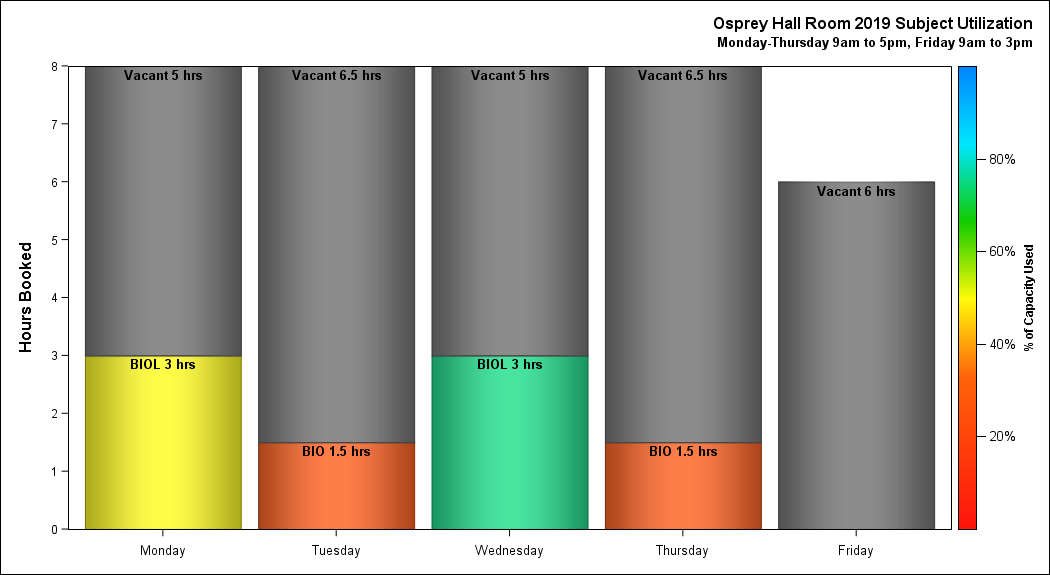 Osprey Hall Room 2019 Subject Utilization
Monday-Thursday 9am to 5pm, Friday 9am to 3pm
Hours Booked
8
7
6
5
4
3
2
1
0
Vacant 5 hrs
Vacant 6.5 hrs
Vacant 5 hrs
Vacant 6.5 hrs
Vacant 6 hrs
BIOL 3 hrs
BIO 1.5 hrs
BIOL 3 hrs
BIO 1.5 hrs
Monday
Tuesday
Wednesday
Thursday
Friday
80%
60%
40%
20%
% of Capacity Used